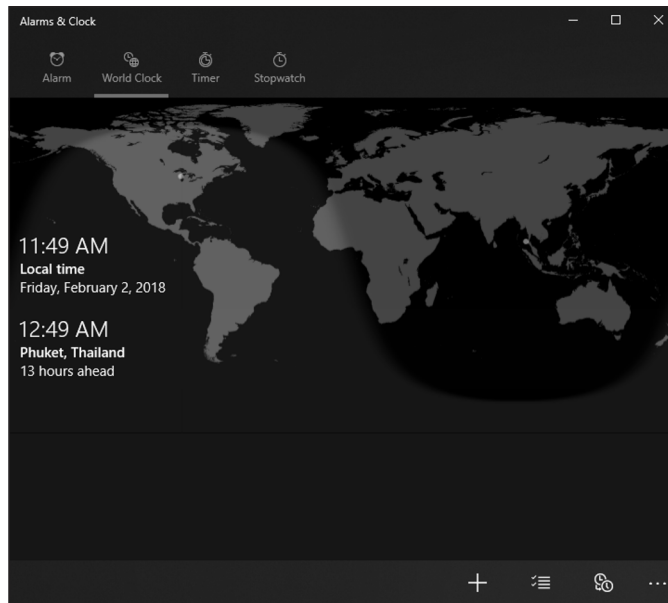 Alarms & Clock
Alarm World Clock Timer Stopwatch
11:49 AM
Local time
Friday, February 2, 2018
12:49 AM
Phuket, Thailand
13 hours ahead